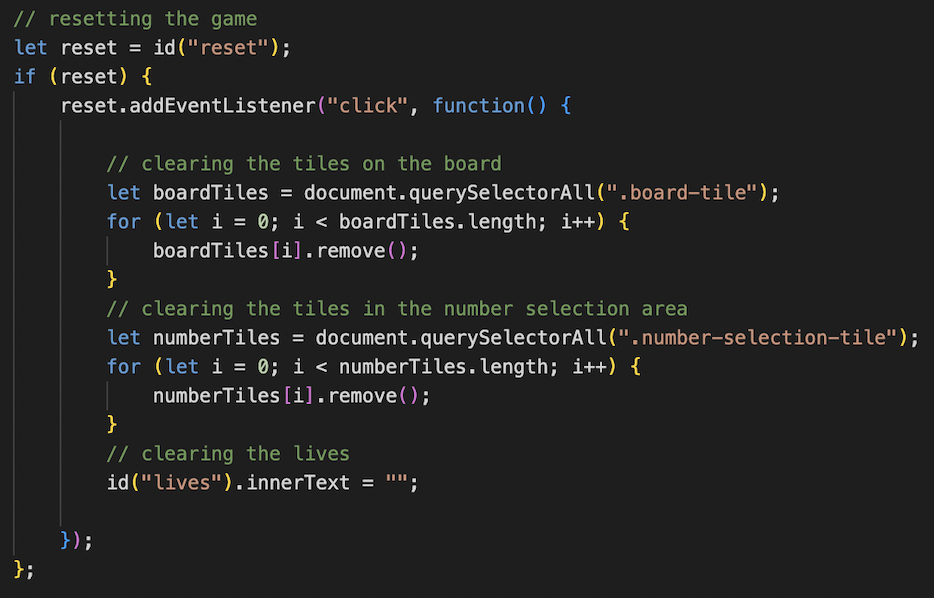 // resetting the game
let reset = id("reset");
if (reset) {
    reset.addEventListener("click", function() {
        // clearing the tiles on the board
        let boardTiles = document.querySelectorAll(".board-tile");
        for (let i = 0; i < boardTiles.length; i++) {
            boardTiles[i].remove();
        }
        // clearing the tiles in the number selection area
        let numberTiles = document.querySelectorAll(".number-selection-tile");
        for (let i = 0; i < numberTiles.length; i++) {
            numberTiles[i].remove();
        }
        // clearing the lives
        id("lives").innerText = "";
    });
};